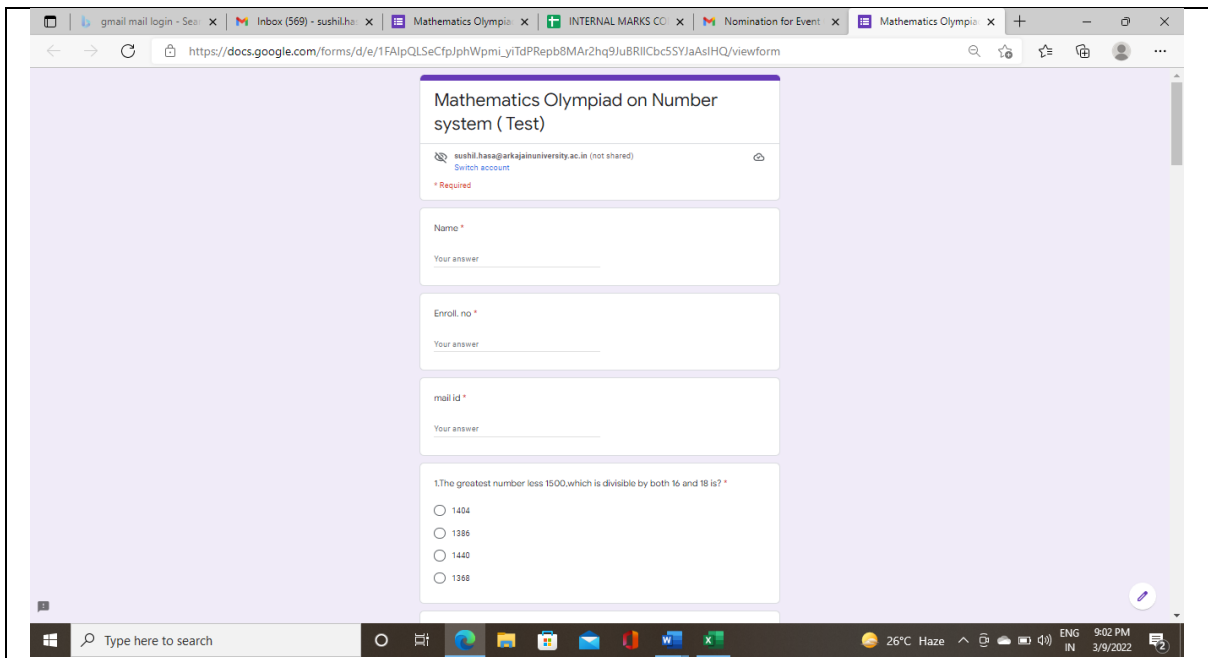 gmail mail login - Sea
Inbox (569) - sushil.ha
Mathematics Olympia
INTERNAL MARKS CO
Nomination for Event
Mathematics Olympia
https://docs.google.com/forms/d/e/1FAIpQLSeCfpJphWpmi_yiTdPRepb8MAr2hq9JuBRIlCbc5SYJaAsIHQ/viewform
Mathematics Olympiad on Number
system ( Test)
sushil.hasa@arkajainuniversity.ac.in (not shared)
Switch account
* Required
Name *
Your answer
Enroll. no *
Your answer
mail id *
Your answer
1.The greatest number less 1500,which is divisible by both 16 and 18 is? *
1404
1386
1440
1368
Type here to search
26°C Haze
ENG
IN
9:02 PM
3/9/2022
2